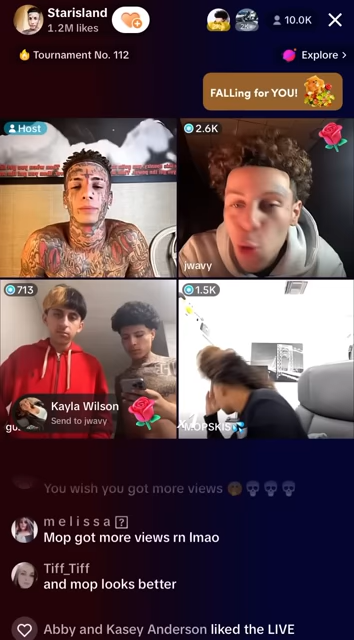 Starisland
1.2M likes
10.0K
Tournament No. 112
Explore >
FALLing for YOU!
Host
2.6K
jwavy
713
1.5K
Kayla Wilson
Send to jwavy
gu
MOPSKIS💦
You wish you got more views 🤭💀💀💀
m e l i s s a
Mop got more views rn lmao
Tiff_Tiff
and mop looks better
Abby and Kasey Anderson liked the LIVE